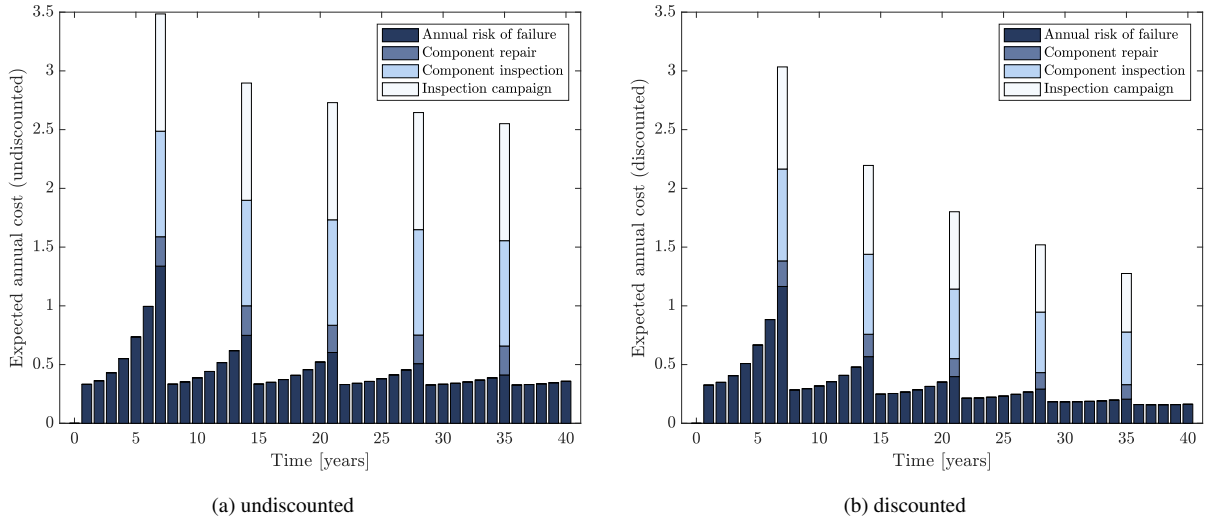 Expected annual cost (undiscounted)
3.5
3
2.5
2
1.5
1
0.5
0
Annual risk of failure
Component repair
Component inspection
Inspection campaign
0 5 10 15 20 25 30 35 40
Time [years]
(a) undiscounted
Expected annual cost (discounted)
3.5
3
2.5
2
1.5
1
0.5
0
Annual risk of failure
Component repair
Component inspection
Inspection campaign
0 5 10 15 20 25 30 35 40
Time [years]
(b) discounted